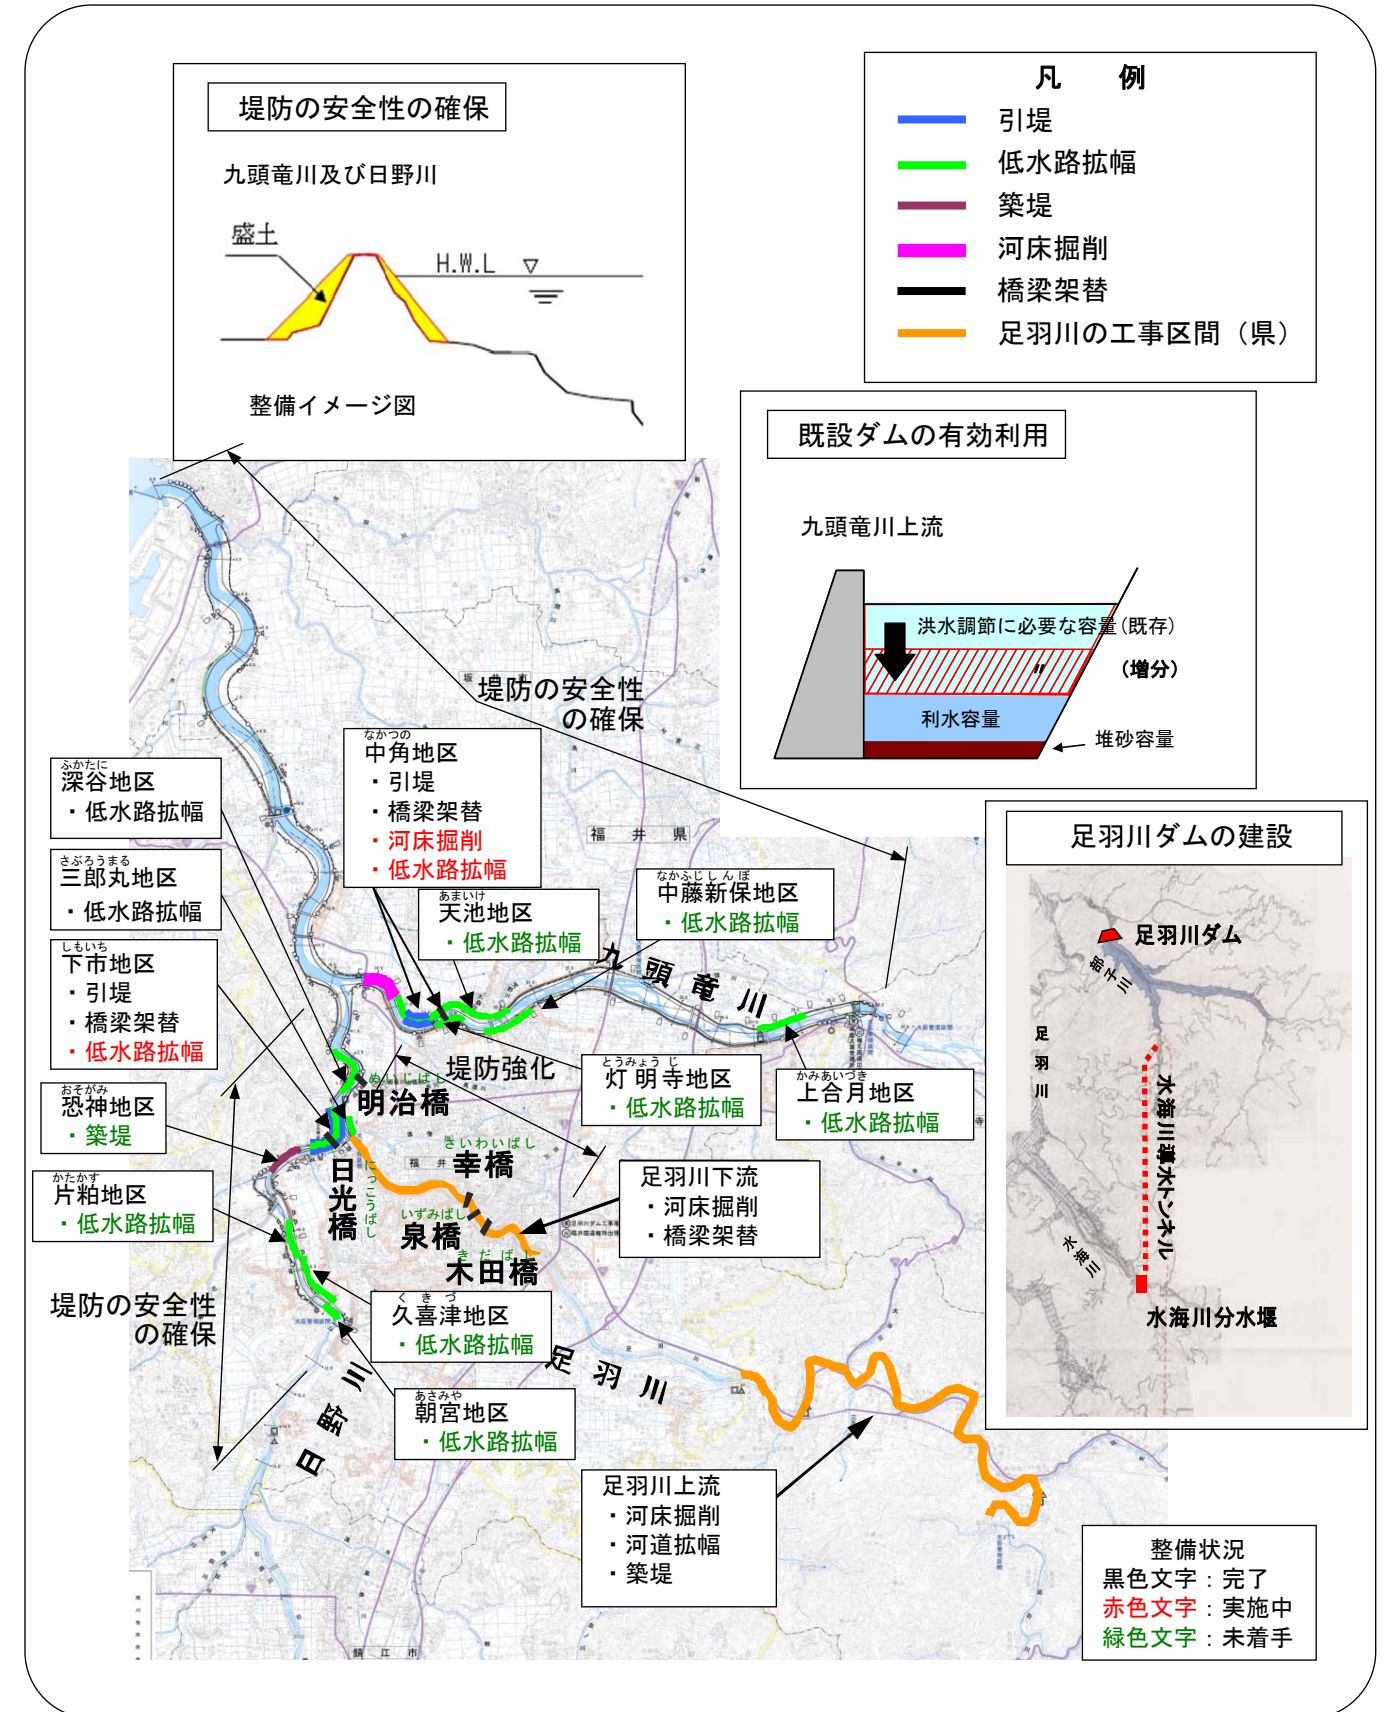 堤防の安全性の確保
九頭竜川及び日野川
盛土
H.W.L
整備イメージ図
凡 例
引堤
低水路拡幅
築堤
河床掘削
橋梁架替
足羽川の工事区間（県）
既設ダムの有効利用
九頭竜川上流
洪水調節に必要な容量(既存)
〃 (増分)
利水容量
堆砂容量
坂井市
堤防の安全性
の確保
なかつの
中角地区
・引堤
・橋梁架替
・河床掘削
・低水路拡幅
ふかたに
深谷地区
・低水路拡幅
さぶろうまる
三郎丸地区
・低水路拡幅
しもいち
下市地区
・引堤
・橋梁架替
・低水路拡幅
おそがみ
恐神地区
・築堤
かたかす
片粕地区
・低水路拡幅
福井県
あまいけ
天池地区
・低水路拡幅
なかふじしんぼ
中藤新保地区
・低水路拡幅
九頭竜川
堤防強化
とうみょうじ
灯明寺地区
・低水路拡幅
かみあいづき
上合月地区
・低水路拡幅
めいじばし
明治橋
さいわいばし
幸橋
福井
にっこうばし
日光橋
いずみばし
泉橋
きだばし
木田橋
足羽川下流
・河床掘削
・橋梁架替
堤防の安全性
の確保
くきづ
久喜津地区
・低水路拡幅
あさみや
朝宮地区
・低水路拡幅
日野川
足羽川
足羽川上流
・河床掘削
・河道拡幅
・築堤
鯖江市
足羽川ダムの建設
足羽川ダム
部子川
足羽川
水海川導水トンネル
水海川
水海川分水堰
整備状況
黒色文字：完了
赤色文字：実施中
緑色文字：未着手